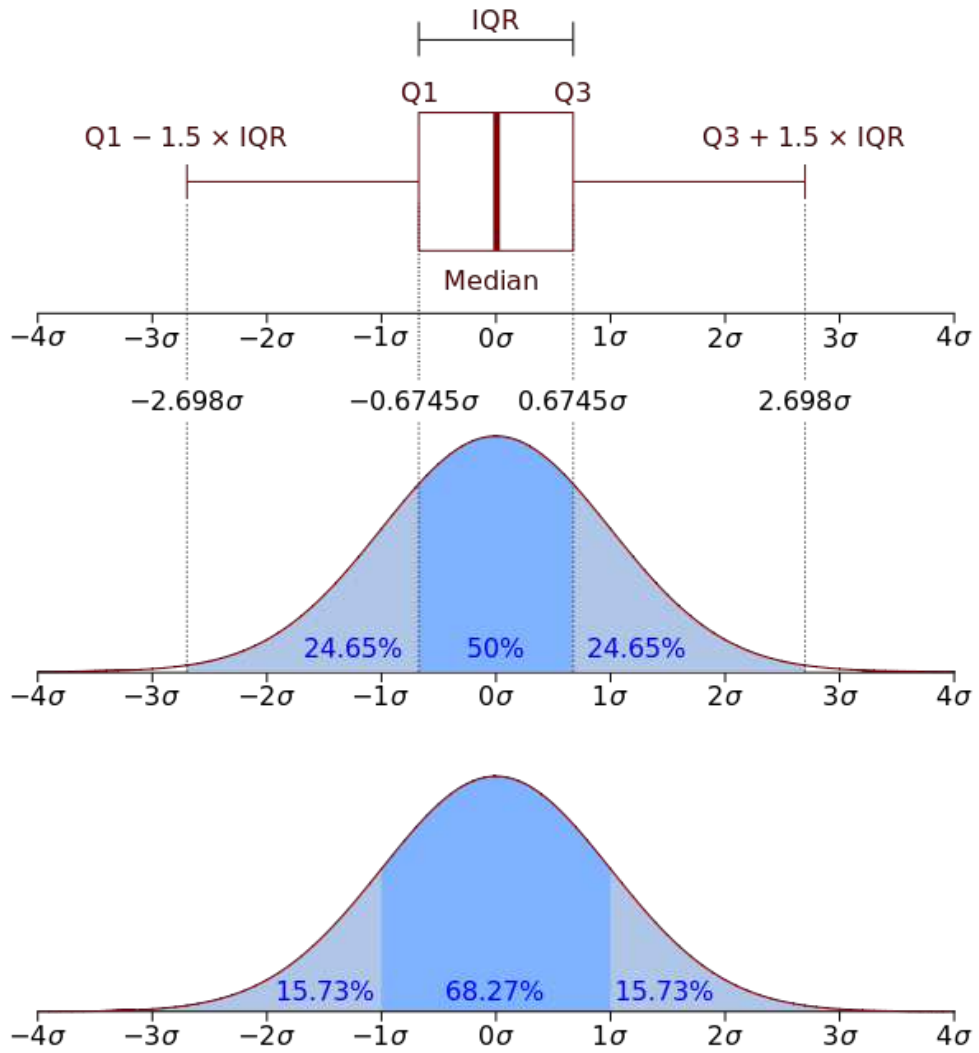 IQR
Q1 Q3
Q1 − 1.5 × IQR Q3 + 1.5 × IQR
Median
−4σ −3σ −2σ −1σ 0σ 1σ 2σ 3σ 4σ
−2.698σ −0.6745σ 0.6745σ 2.698σ
24.65% 50% 24.65%
−4σ −3σ −2σ −1σ 0σ 1σ 2σ 3σ 4σ
15.73% 68.27% 15.73%
−4σ −3σ −2σ −1σ 0σ 1σ 2σ 3σ 4σ